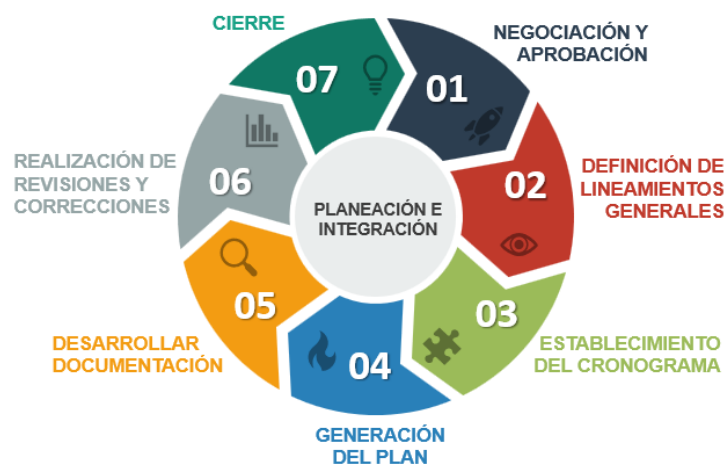 01
NEGOCIACIÓN Y
APROBACIÓN
02
DEFINICIÓN DE
LINEAMIENTOS
GENERALES
03
ESTABLECIMIENTO
DEL CRONOGRAMA
04
GENERACIÓN
DEL PLAN
05
DESARROLLAR
DOCUMENTACIÓN
06
REALIZACIÓN DE
REVISIONES Y
CORRECCIONES
07
CIERRE
PLANEACIÓN E
INTEGRACIÓN